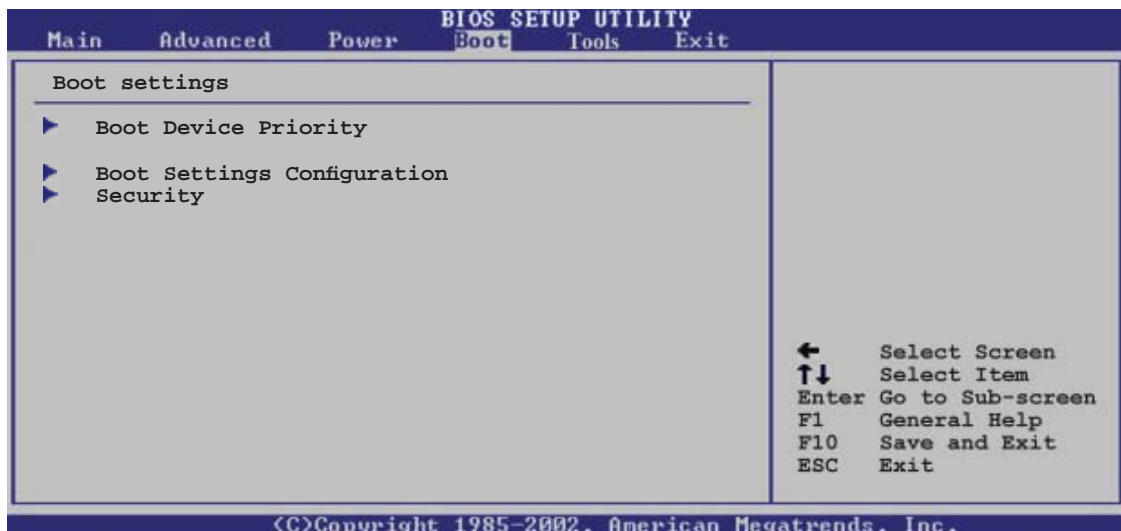 BIOS SETUP UTILITY
Main Advanced Power Boot Tools Exit
Boot settings
Boot Device Priority
Boot Settings Configuration
Security
← Select Screen
↑↓ Select Item
Enter Go to Sub-screen
F1 General Help
F10 Save and Exit
ESC Exit
(C)Copyright 1985-2002, American Megatrends, Inc.